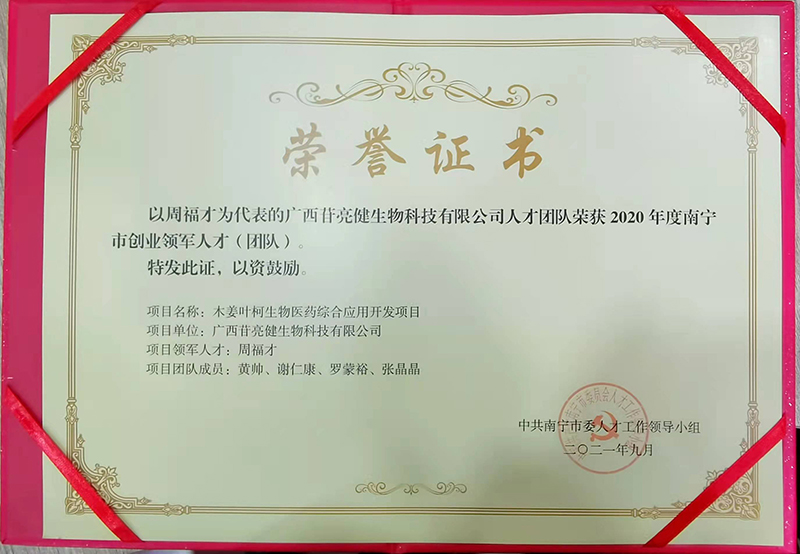 荣誉证书
以周福才为代表的广西苷亮健生物科技有限公司人才团队荣获2020年度南宁
市创业领军人才（团队）。
特发此证，以资鼓励。
项目名称：木姜叶柯生物医药综合应用开发项目
项目单位：广西苷亮健生物科技有限公司
项目领军人才：周福才
项目团队成员：黄帅、谢仁康、罗蒙裕、张晶晶
中共南宁市委人才工作领导小组
二〇二一年九月